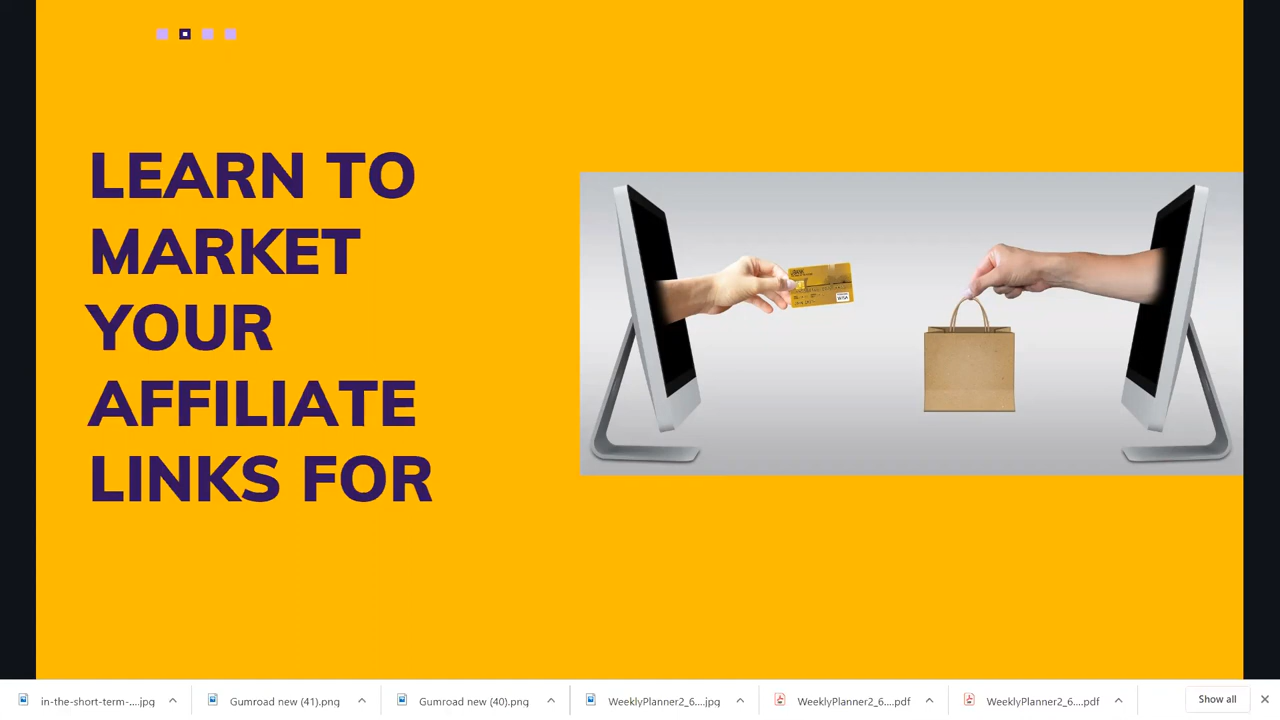 LEARN TO
MARKET
YOUR
AFFILIATE
LINKS FOR
in-the-short-term-....jpg
Gumroad new (41).png
Gumroad new (40).png
WeeklyPlanner2_6....jpg
WeeklyPlanner2_6....pdf
WeeklyPlanner2_6....pdf
Show all